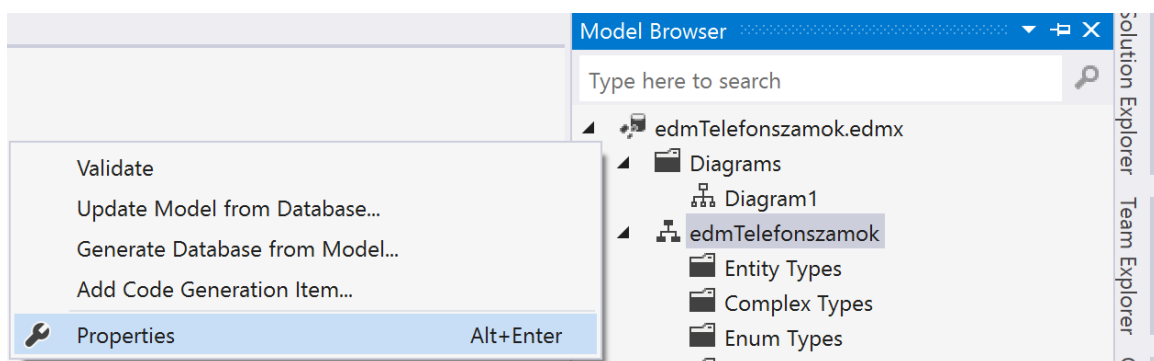 Model Browser
Type here to search
edmTelefonszamok.edmx
Diagrams
Diagram1
edmTelefonszamok
Entity Types
Complex Types
Enum Types
Validate
Update Model from Database...
Generate Database from Model...
Add Code Generation Item...
Properties Alt+Enter
Solution Explorer
Team Explorer